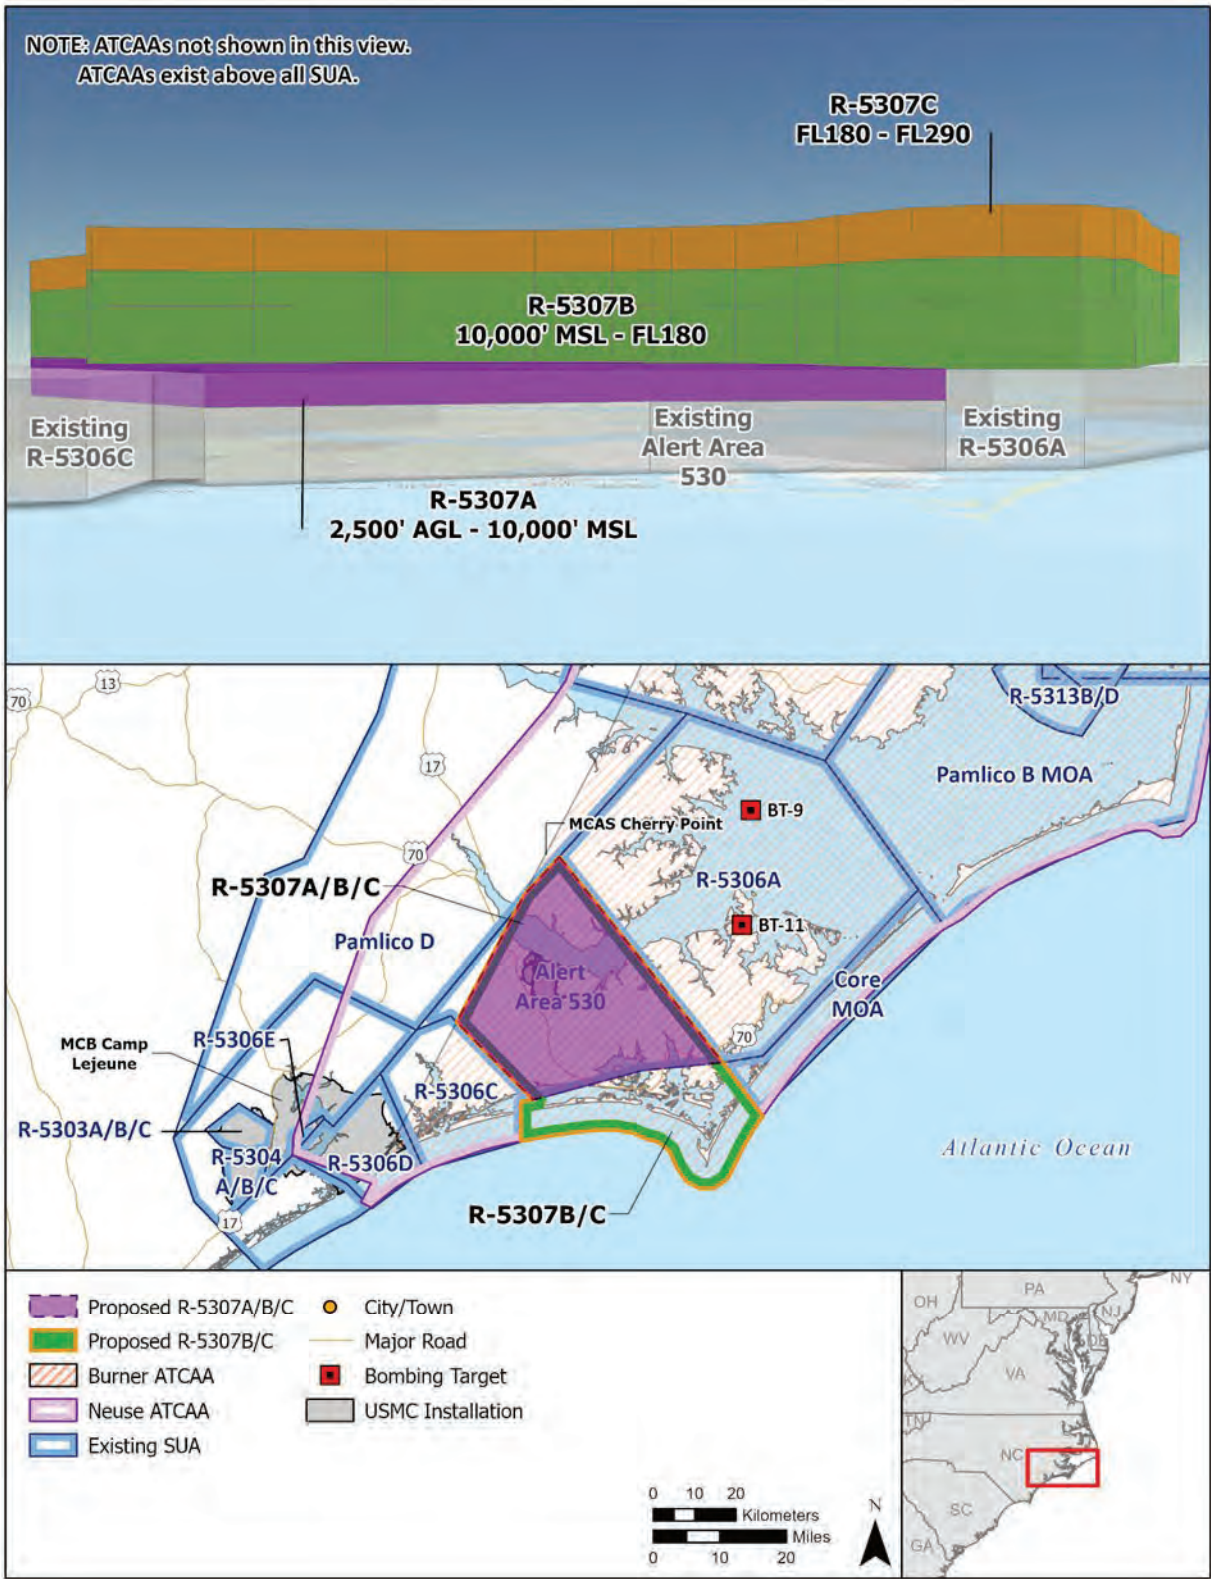 NOTE: ATCAAs not shown in this view.
ATCAAs exist above all SUA.
R-5307C
FL180 - FL290
R-5307B
10,000' MSL - FL180
Existing
R-5306C
Existing
Alert Area
530
Existing
R-5306A
R-5307A
2,500' AGL - 10,000' MSL
13
70
R-5313B/D
17
Pamlico B MOA
BT-9
MCAS Cherry Point
70
R-5307A/B/C
R-5306A
BT-11
Pamlico D
Alert
Area 530
Core
MOA
70
R-5306E
MCB Camp
Lejeune
R-5306C
R-5303A/B/C
R-5304
A/B/C
R-5306D
Atlantic Ocean
17
R-5307B/C
Proposed R-5307A/B/C
Proposed R-5307B/C
Burner ATCAA
Neuse ATCAA
Existing SUA
City/Town
Major Road
Bombing Target
USMC Installation
0 10 20
Kilometers
Miles
0 10 20
N
NY
PA
OH
NJ
MD
DE
WV
VA
KY
TN
NC
SC
GA